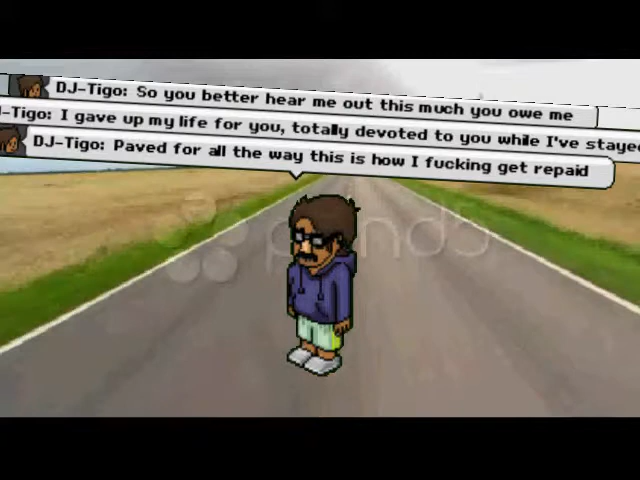 DJ-Tigo: So you better hear me out this much you owe me
-Tigo: I gave up my life for you, totally devoted to you while I've stayed
DJ-Tigo: Paved for all the way this is how I fucking get repaid
pond5